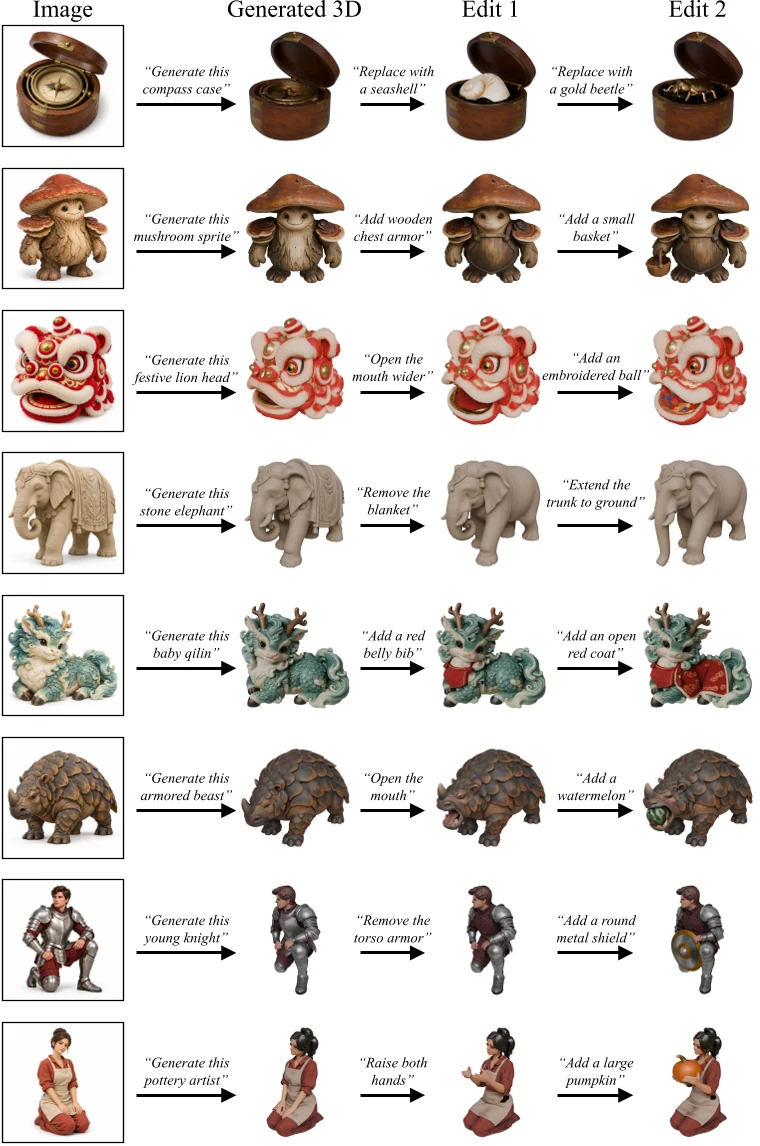 Image Generated 3D Edit 1 Edit 2
“Generate this
compass case”
“Replace with
a seashell”
“Replace with
a gold beetle”
“Generate this
mushroom sprite”
“Add wooden
chest armor”
“Add a small
basket”
“Generate this
festive lion head”
“Open the
mouth wider”
“Add an
embroidered ball”
“Generate this
stone elephant”
“Remove the
blanket”
“Extend the
trunk to ground”
“Generate this
baby qilin”
“Add a red
belly bib”
“Add an open
red coat”
“Generate this
armored beast”
“Open the
mouth”
“Add a
watermelon”
“Generate this
young knight”
“Remove the
torso armor”
“Add a round
metal shield”
“Generate this
pottery artist”
“Raise both
hands”
“Add a large
pumpkin”